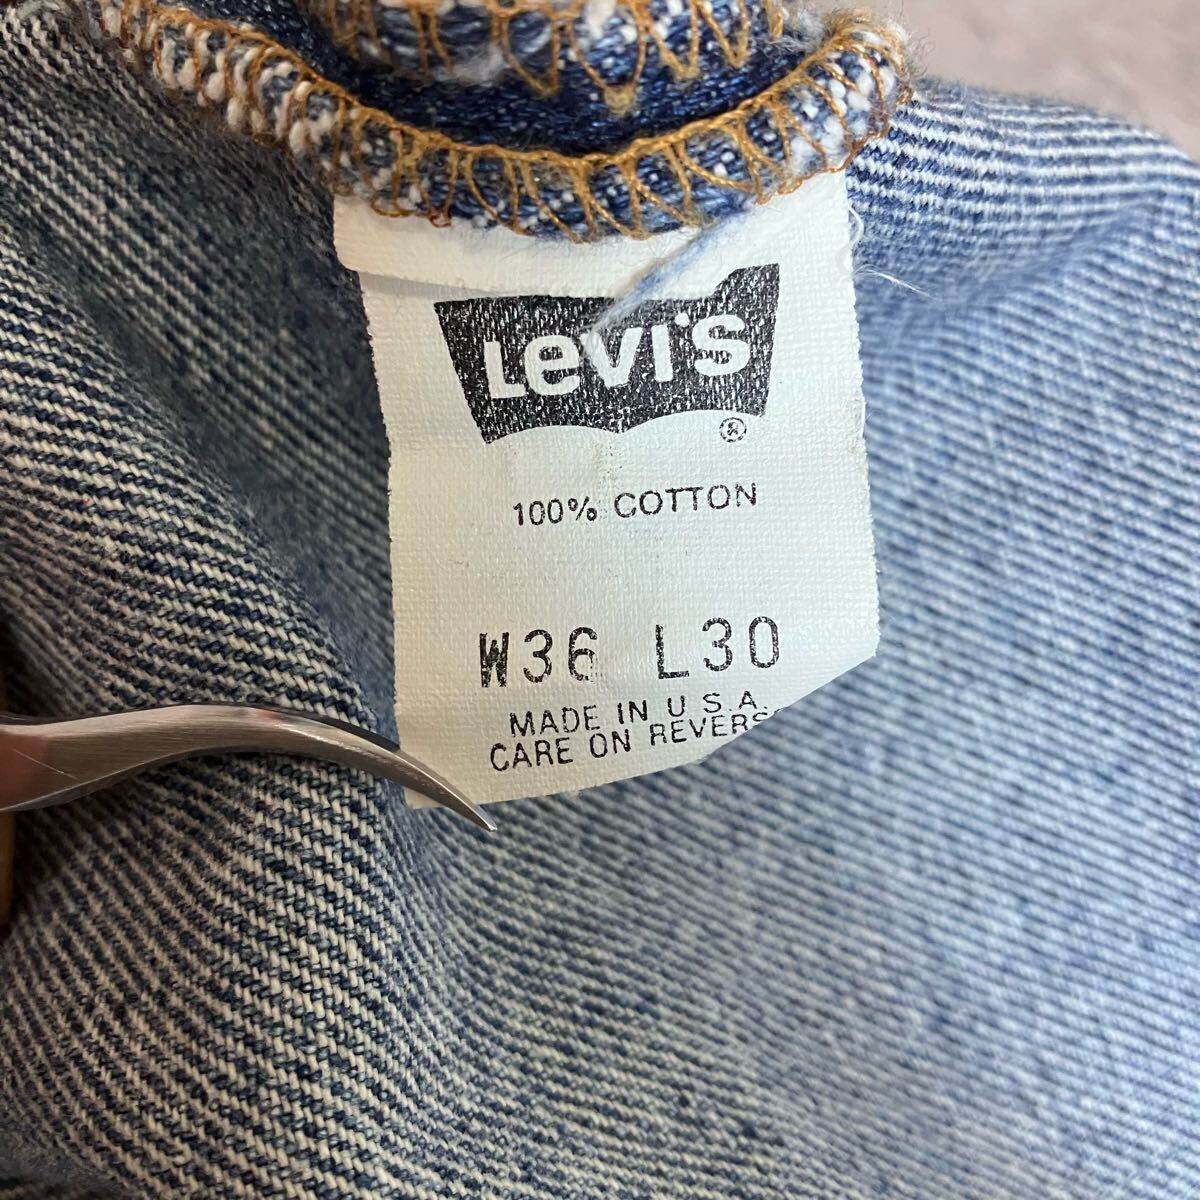 Levi's
®
100% COTTON
W36 L30
MADE IN U.S.A.
CARE ON REVERSE